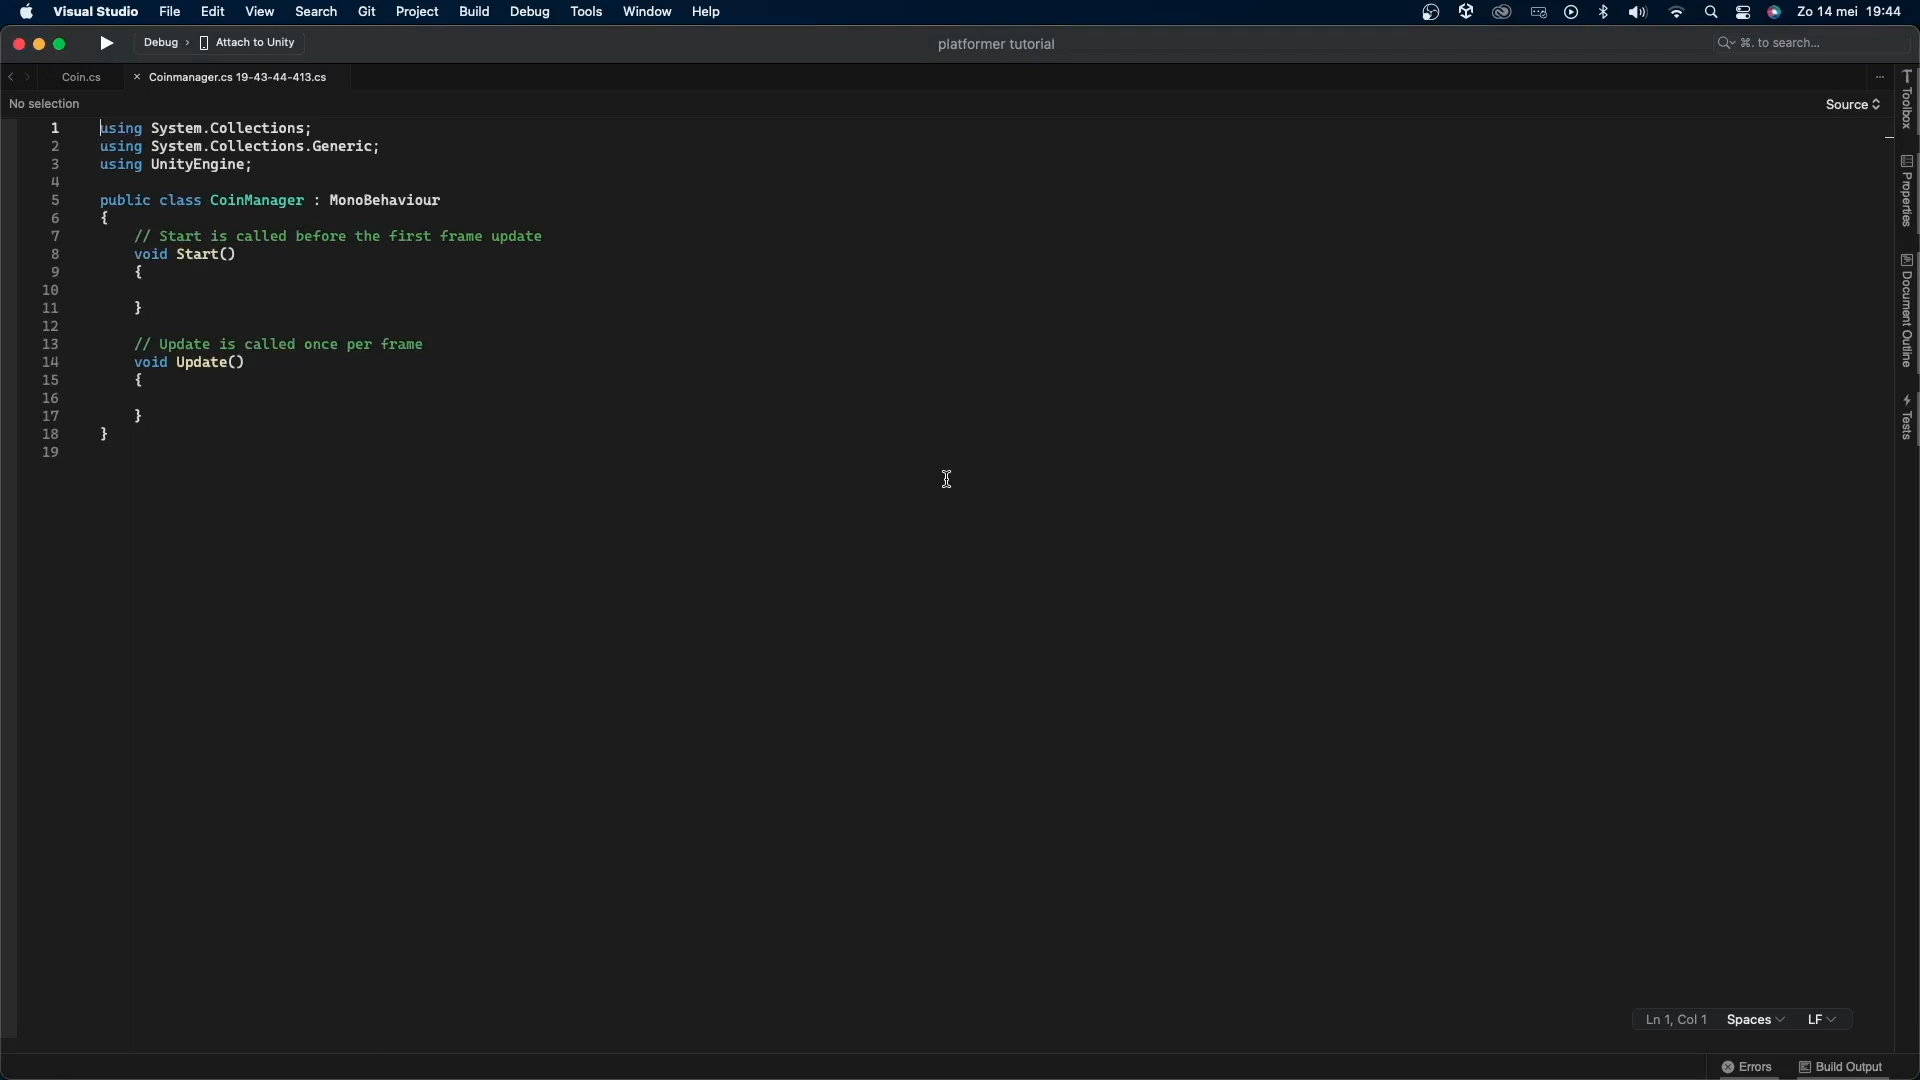 Visual Studio File Edit View Search Git Project Build Debug Tools Window Help Zo 14 mei 19:44
Debug › Attach to Unity platformer tutorial ⌘. to search...
Coin.cs × Coinmanager.cs 19-43-44-413.cs ...
No selection Source
1 using System.Collections;
2 using System.Collections.Generic;
3 using UnityEngine;
4
5 public class CoinManager : MonoBehaviour
6 {
7 // Start is called before the first frame update
8 void Start()
9 {
10
11 }
12
13 // Update is called once per frame
14 void Update()
15 {
16
17 }
18 }
19
Toolbox
Properties
Document Outline
Tests
Ln 1, Col 1 Spaces LF
Errors Build Output